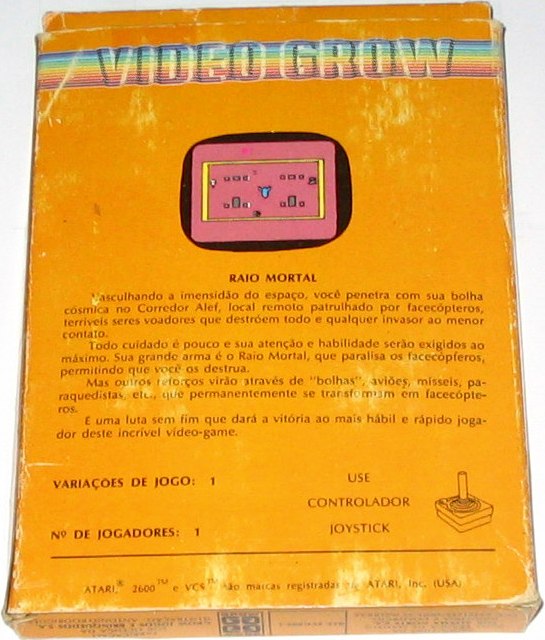 VIDEO GROW
RAIO MORTAL
Vasculhando a imensidão do espaço, você penetra com sua bolha
cósmica no Corredor Alef, local remoto patrulhado por facecópteros,
terríveis seres voadores que destróem todo e qualquer invasor ao menor
contato.
Todo cuidado é pouco e sua atenção e habilidade serão exigidos ao
máximo. Sua grande arma é o Raio Mortal, que paralisa os facecópferos,
permitindo que você os destrua.
Mas outros reforços virão através de "bolhas", aviões, mísseis, pa-
raquedistas, etc., que permanentemente se transformam em facecópte-
ros.
É uma luta sem fim que dará a vitória ao mais hábil e rápido joga-
dor deste incrível vídeo-game.
VARIAÇÕES DE JOGO: 1
USE
CONTROLADOR
JOYSTICK
Nº DE JOGADORES: 1
ATARI,® 2600™ e VCS™ são marcas registradas de ATARI, Inc. (USA)